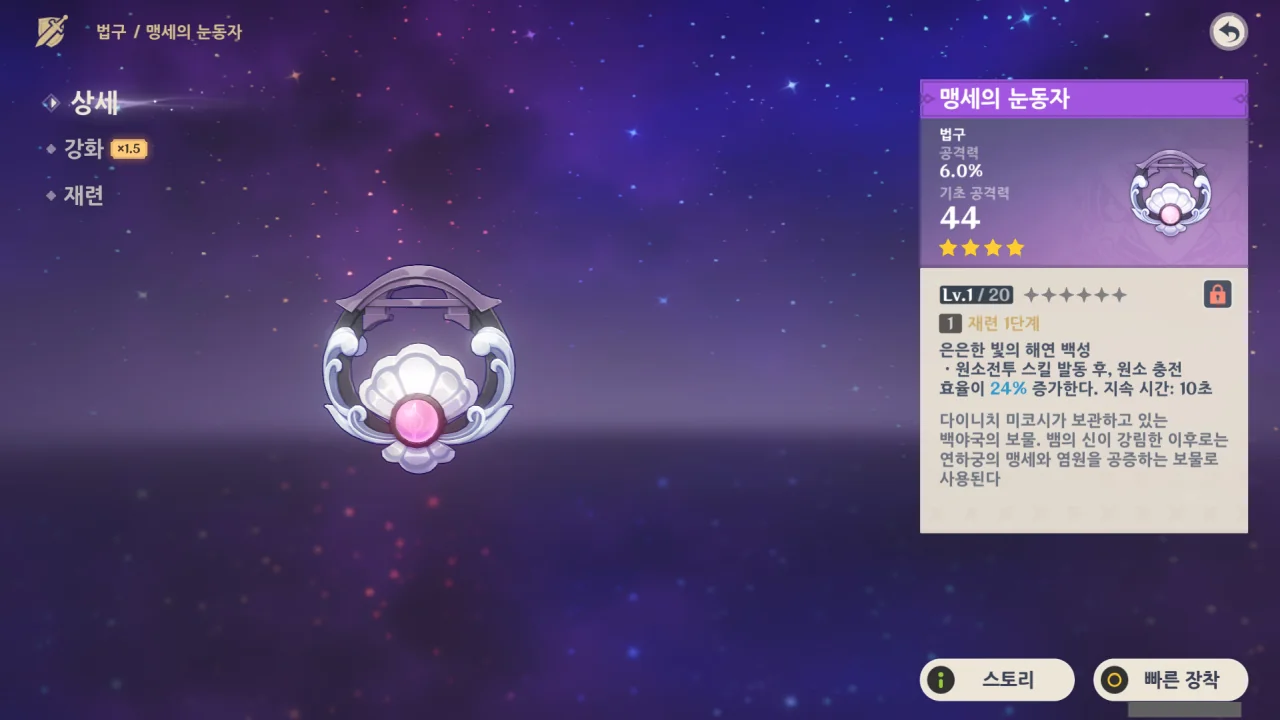 법구 / 맹세의 눈동자
상세
강화 ×1.5
재련
맹세의 눈동자
법구
공격력
6.0%
기초 공격력
44
Lv.1 / 20
1 재련 1단계
은은한 빛의 해연 백성
· 원소전투 스킬 발동 후, 원소 충전
효율이 24% 증가한다. 지속 시간: 10초
다이니치 미코시가 보관하고 있는
백야국의 보물. 뱀의 신이 강림한 이후로는
연하궁의 맹세와 염원을 공증하는 보물로
사용된다
스토리
빠른 장착